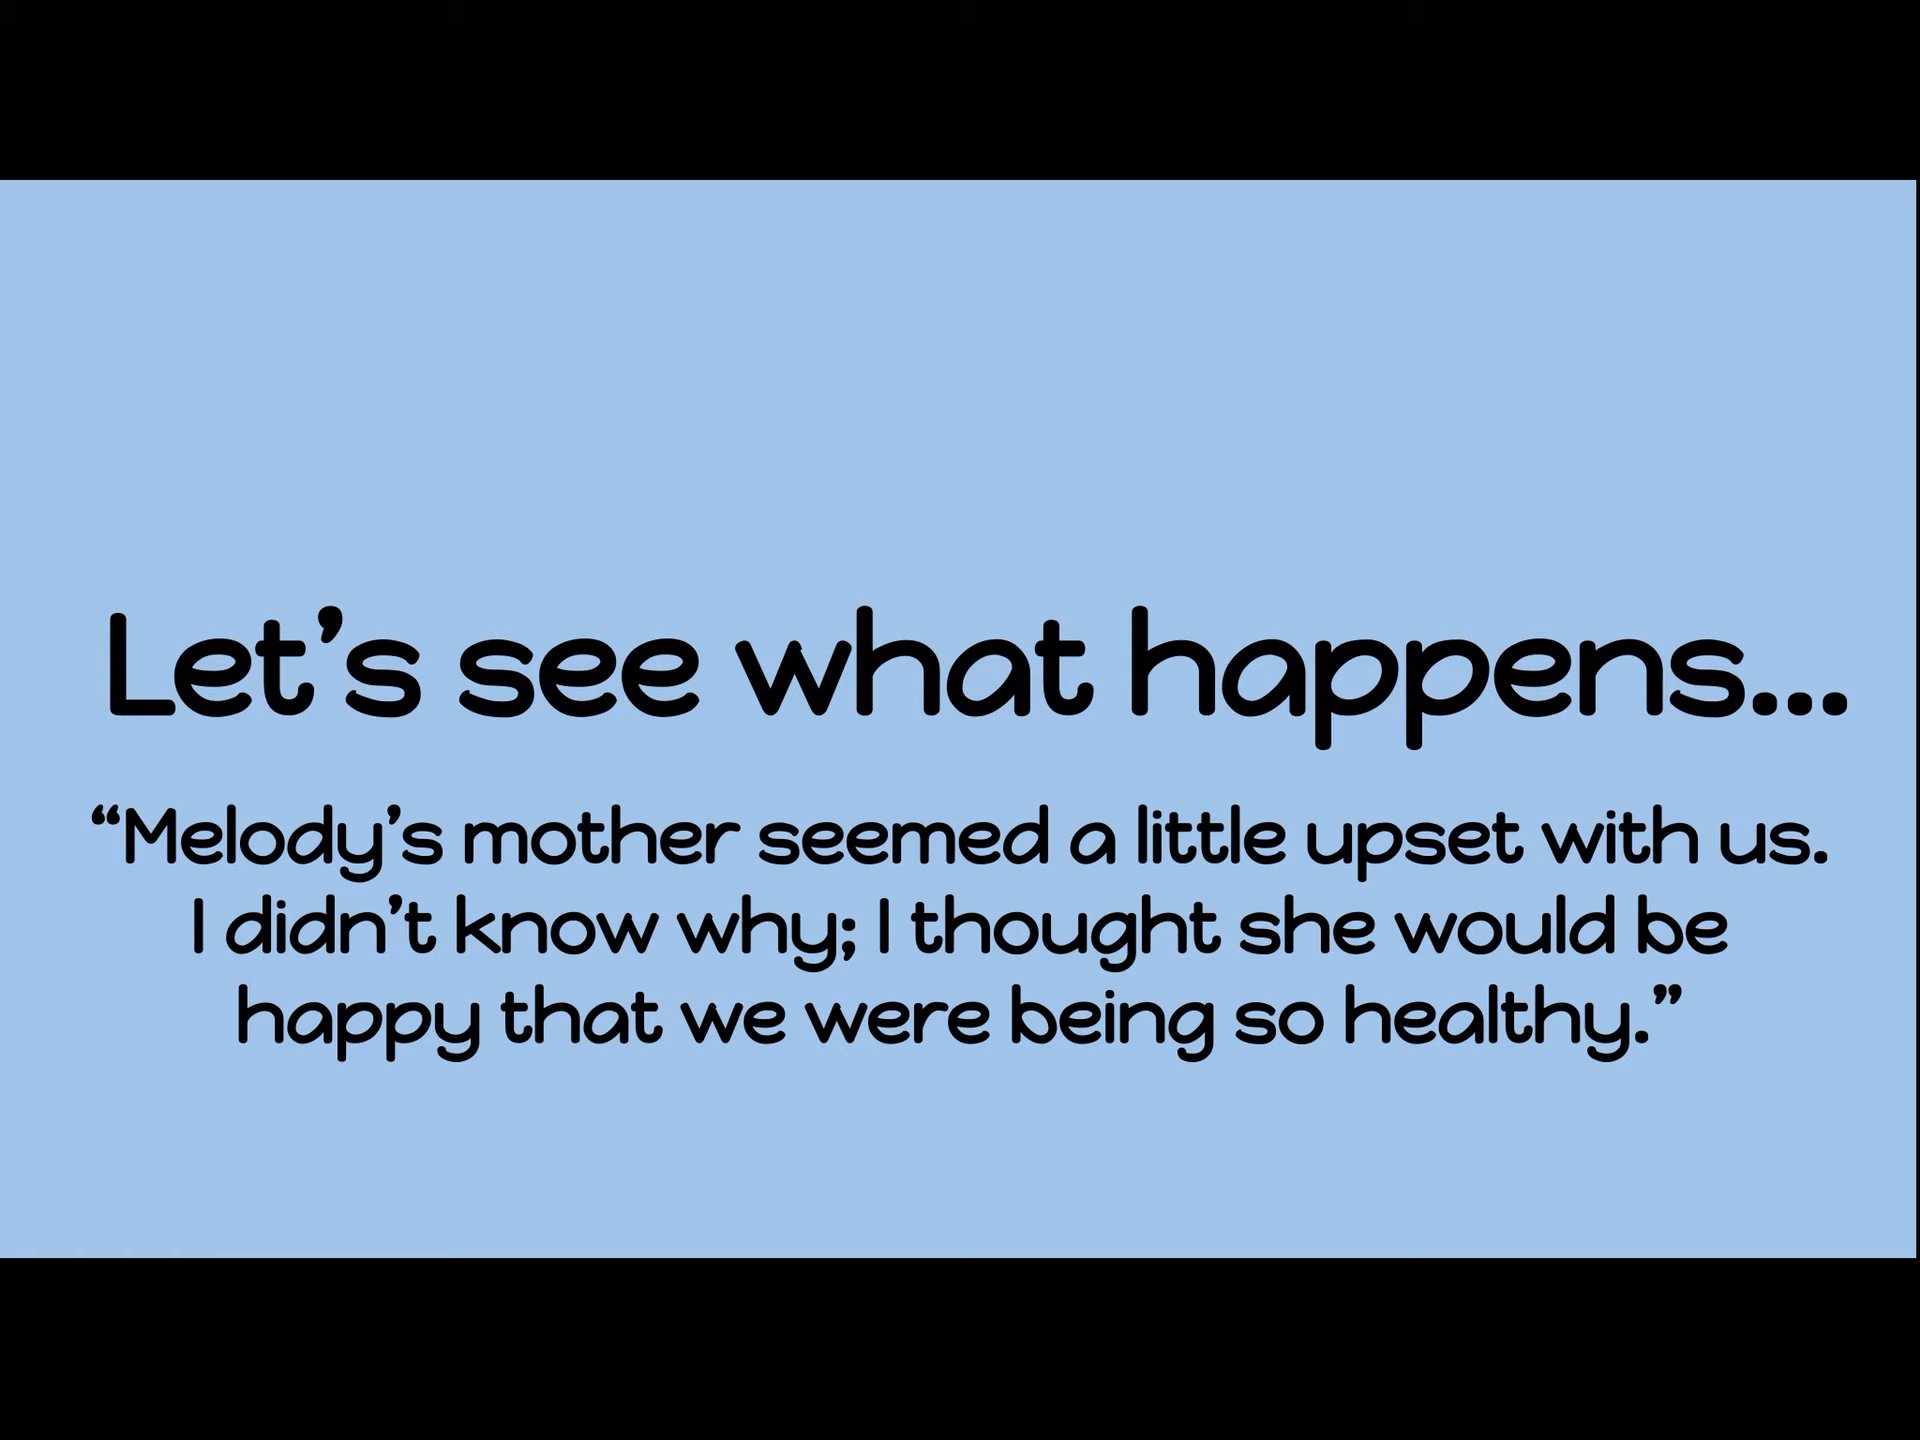 Let’s see what happens...
“Melody’s mother seemed a little upset with us.
I didn’t know why; I thought she would be
happy that we were being so healthy.”